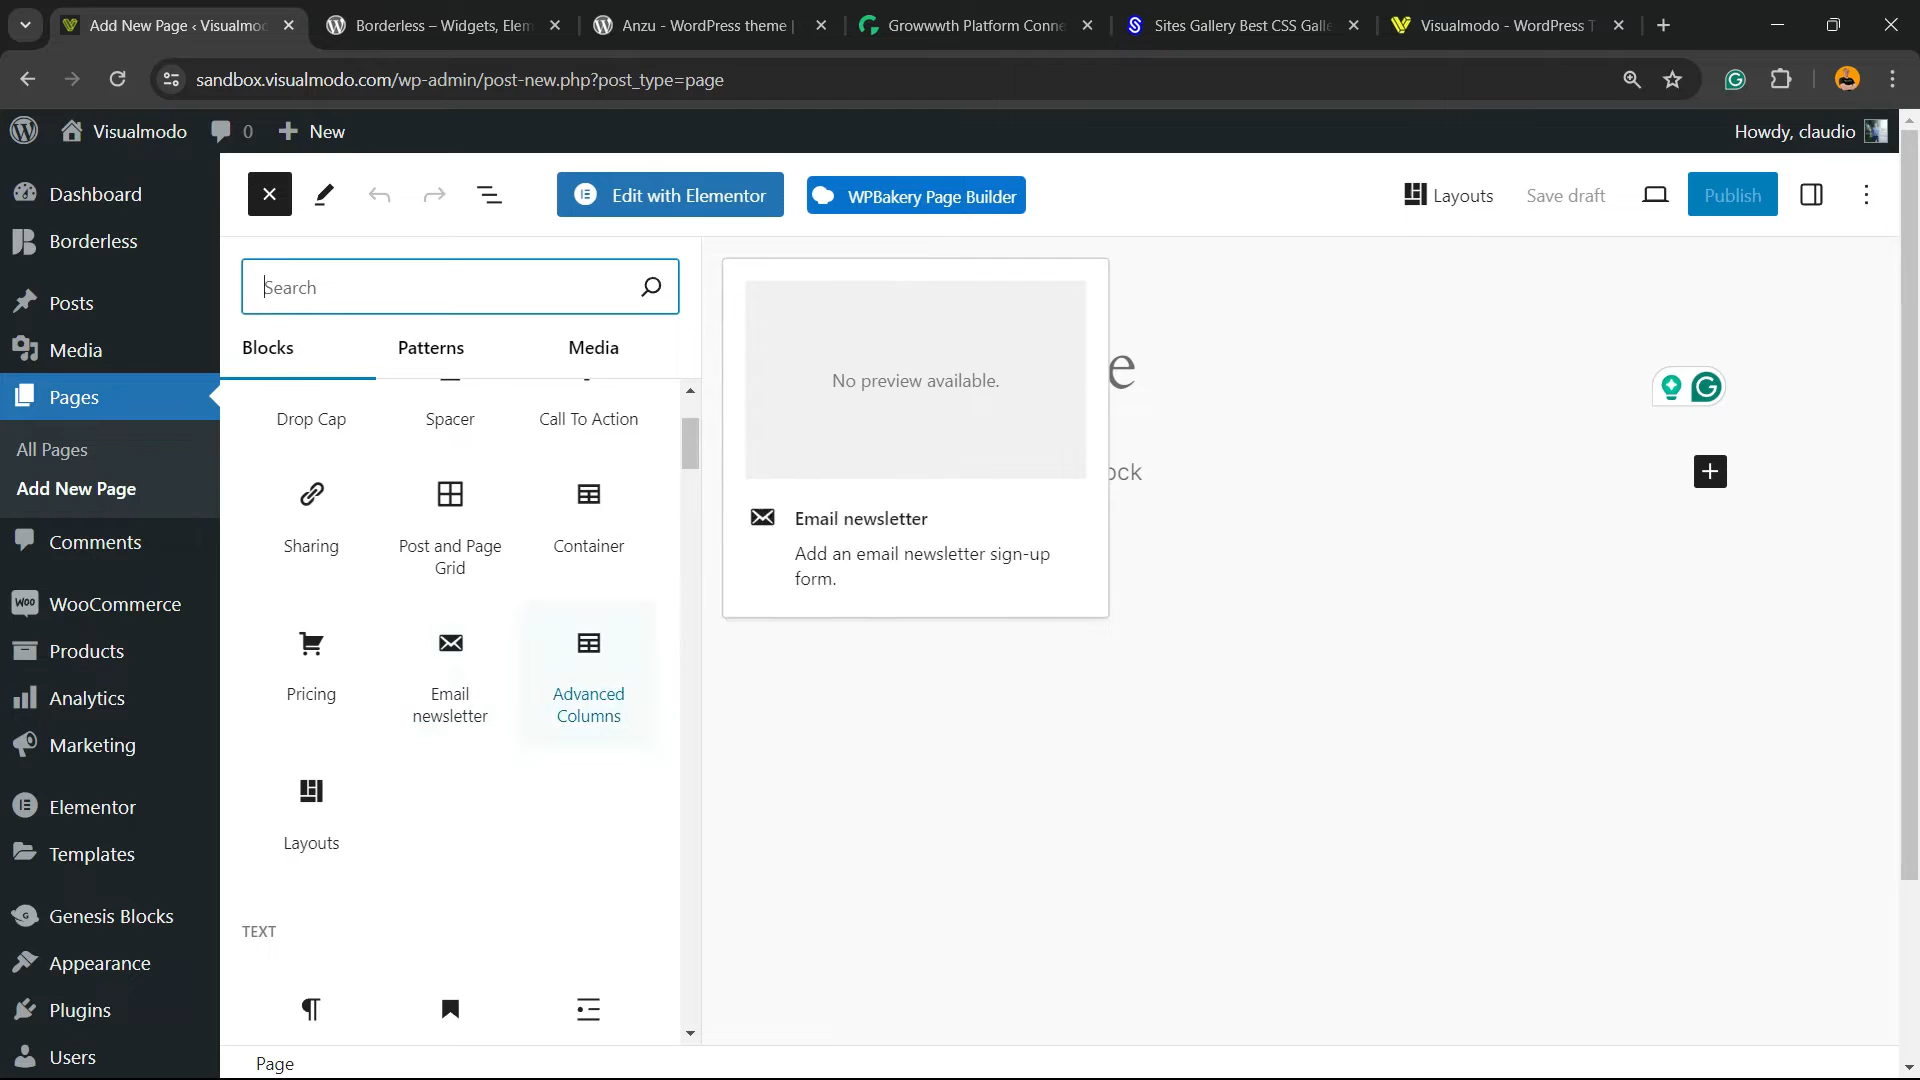 Add New Page ‹ Visualmo
Borderless – Widgets, Elem
Anzu - WordPress theme |
Growwwth Platform Conne
Sites Gallery Best CSS Galle
Visualmodo - WordPress T
sandbox.visualmodo.com/wp-admin/post-new.php?post_type=page
Visualmodo
0
New
Howdy, claudio
Dashboard
Borderless
Posts
Media
Pages
All Pages
Add New Page
Comments
WooCommerce
Products
Analytics
Marketing
Elementor
Templates
Genesis Blocks
Appearance
Plugins
Users
Edit with Elementor
WPBakery Page Builder
Layouts
Save draft
Publish
Search
Blocks
Patterns
Media
Drop Cap
Spacer
Call To Action
Sharing
Post and Page
Grid
Container
Pricing
Email
newsletter
Advanced
Columns
Layouts
TEXT
No preview available.
Email newsletter
Add an email newsletter sign-up
form.
e
ock
Page